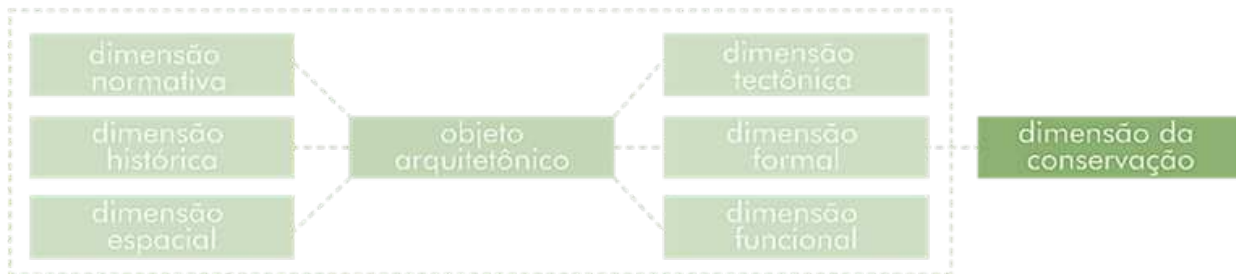 dimensão
normativa
dimensão
histórica
dimensão
espacial
objeto
arquitetônico
dimensão
tectônica
dimensão
formal
dimensão
funcional
dimensão da
conservação